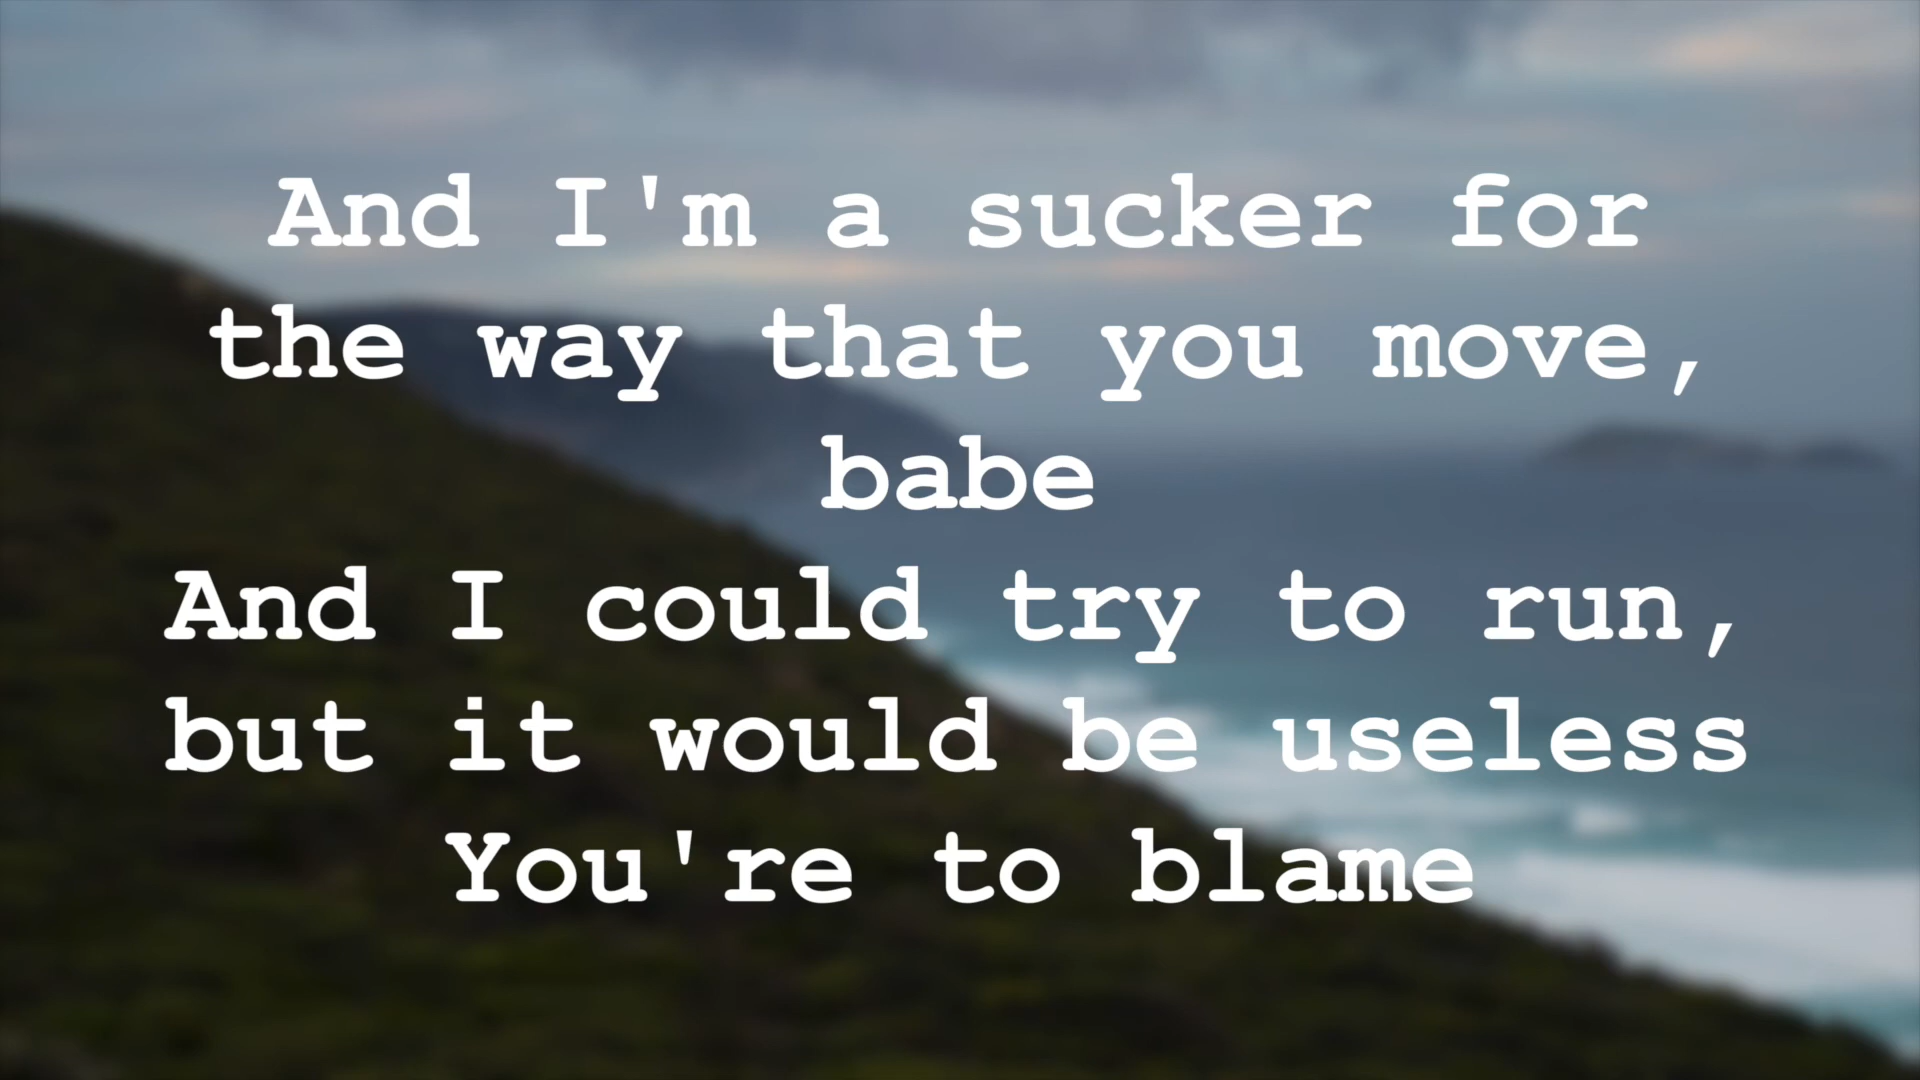 And I'm a sucker for
the way that you move,
babe
And I could try to run,
but it would be useless
You're to blame